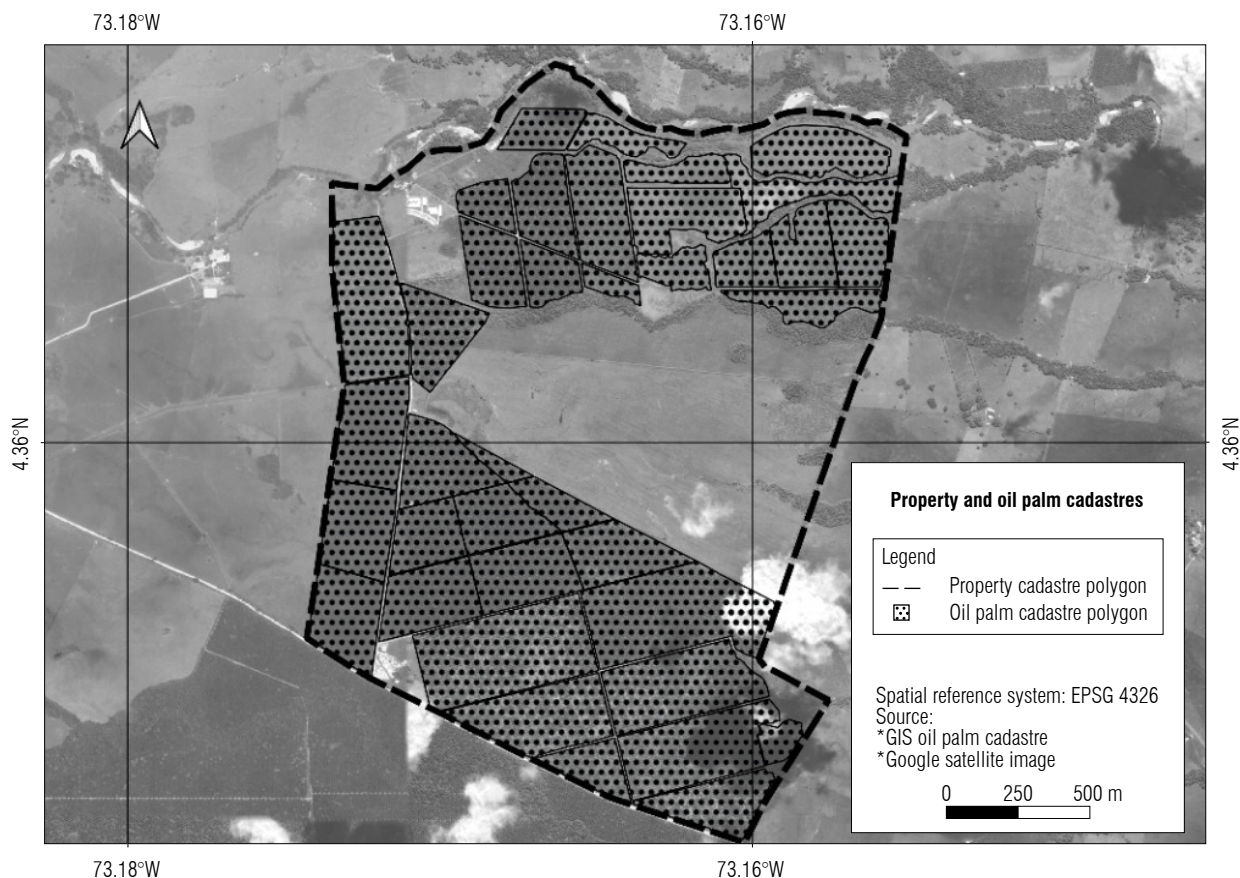 73.18°W
73.16°W
4.36°N
4.36°N
Property and oil palm cadastres
Legend
Property cadastre polygon
Oil palm cadastre polygon
Spatial reference system: EPSG 4326
Source:
*GIS oil palm cadastre
*Google satellite image
0 250 500 m
73.18°W
73.16°W